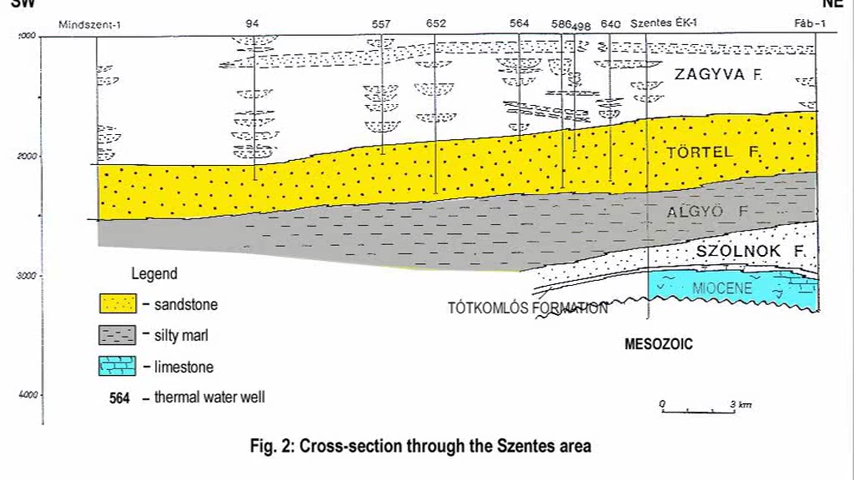 SW NE
Mindszent-1 94 557 652 564 586 498 640 Szentes ÉK-1 Fáb-1
1000
ZAGYVA F.
2000
TÖRTEL F.
ALGYŐ F.
SZOLNOK F.
3000
Legend
MIOCENE
– sandstone
TÓTKOMLÓS FORMATION
– silty marl
MESOZOIC
– limestone
4000
564 – thermal water well
0 3 km
Fig. 2: Cross-section through the Szentes area